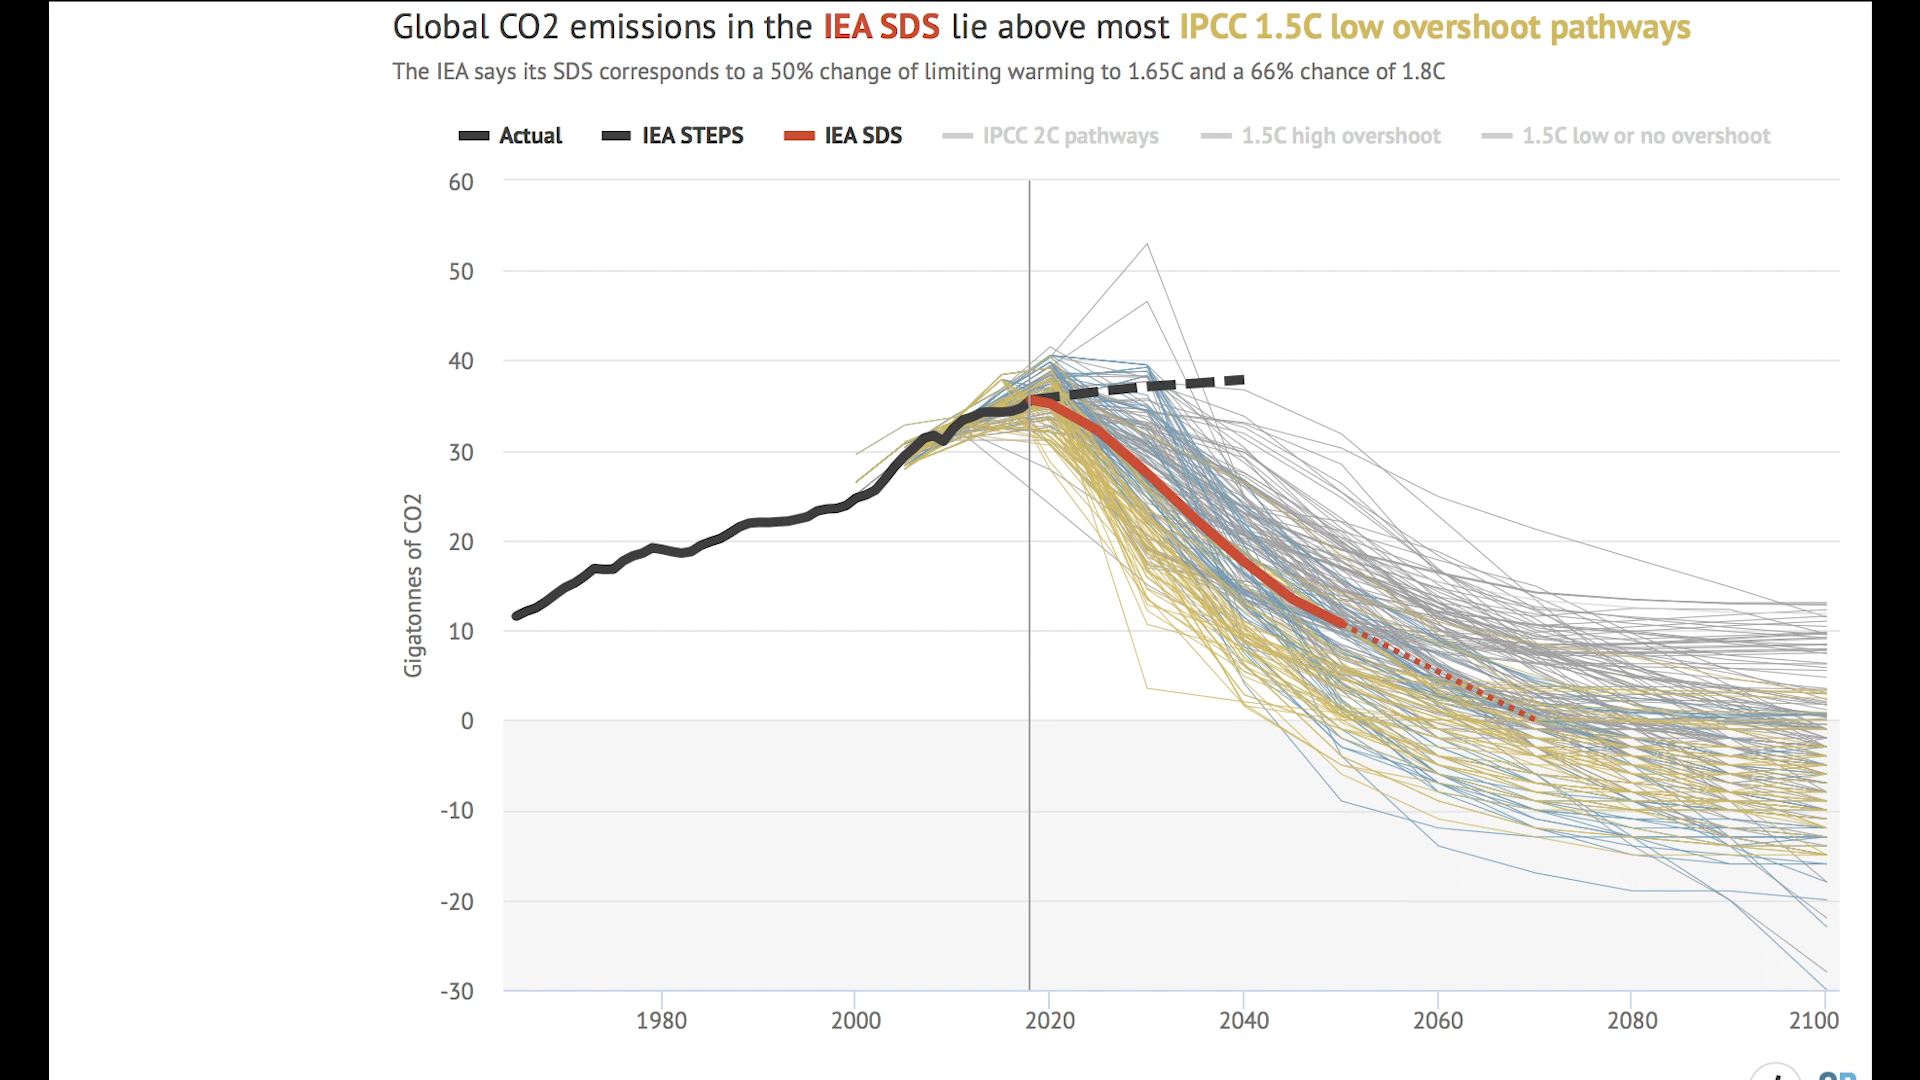 Global CO2 emissions in the IEA SDS lie above most IPCC 1.5C low overshoot pathways
The IEA says its SDS corresponds to a 50% change of limiting warming to 1.65C and a 66% chance of 1.8C
Actual IEA STEPS IEA SDS IPCC 2C pathways 1.5C high overshoot 1.5C low or no overshoot
60
50
40
30
20
10
0
-10
-20
-30
Gigatonnes of CO2
1980 2000 2020 2040 2060 2080 2100